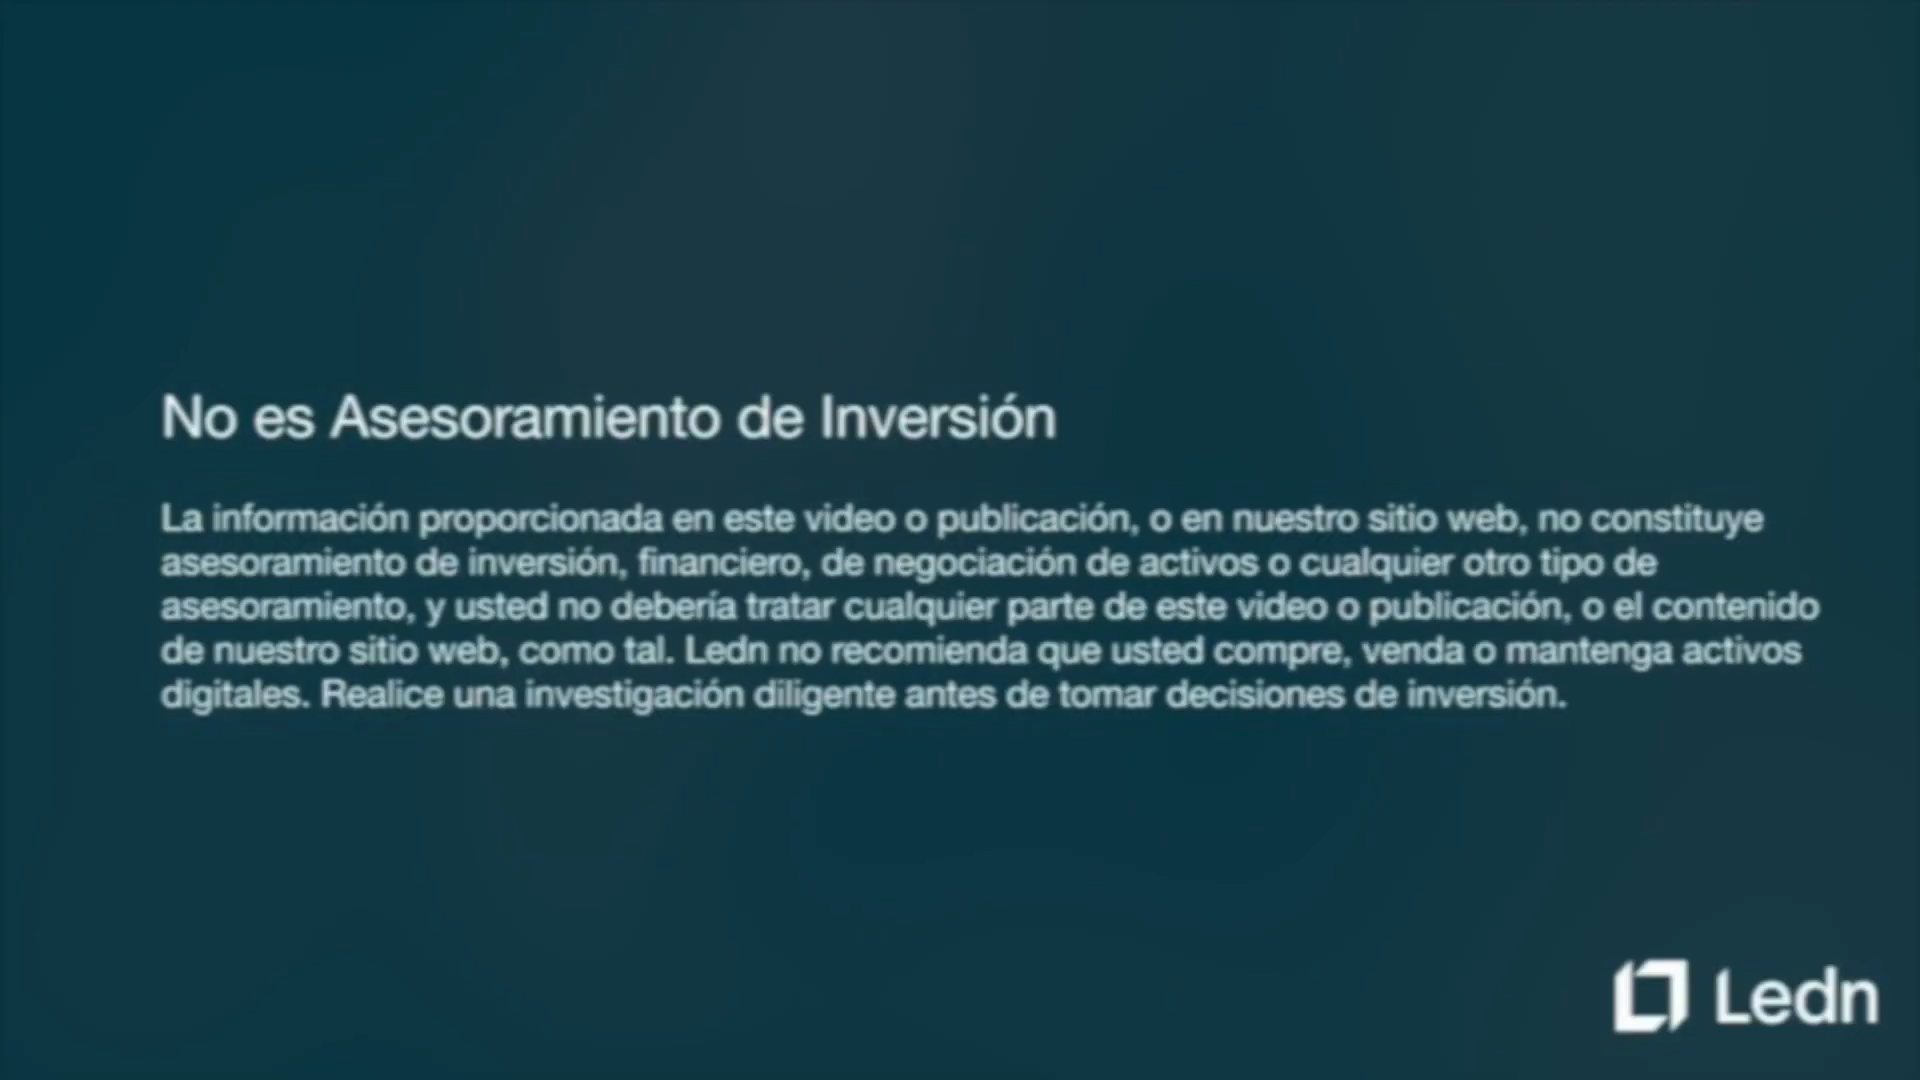 No es Asesoramiento de Inversión
La información proporcionada en este video o publicación, o en nuestro sitio web, no constituye
asesoramiento de inversión, financiero, de negociación de activos o cualquier otro tipo de
asesoramiento, y usted no debería tratar cualquier parte de este video o publicación, o el contenido
de nuestro sitio web, como tal. Ledn no recomienda que usted compre, venda o mantenga activos
digitales. Realice una investigación diligente antes de tomar decisiones de inversión.
Ledn